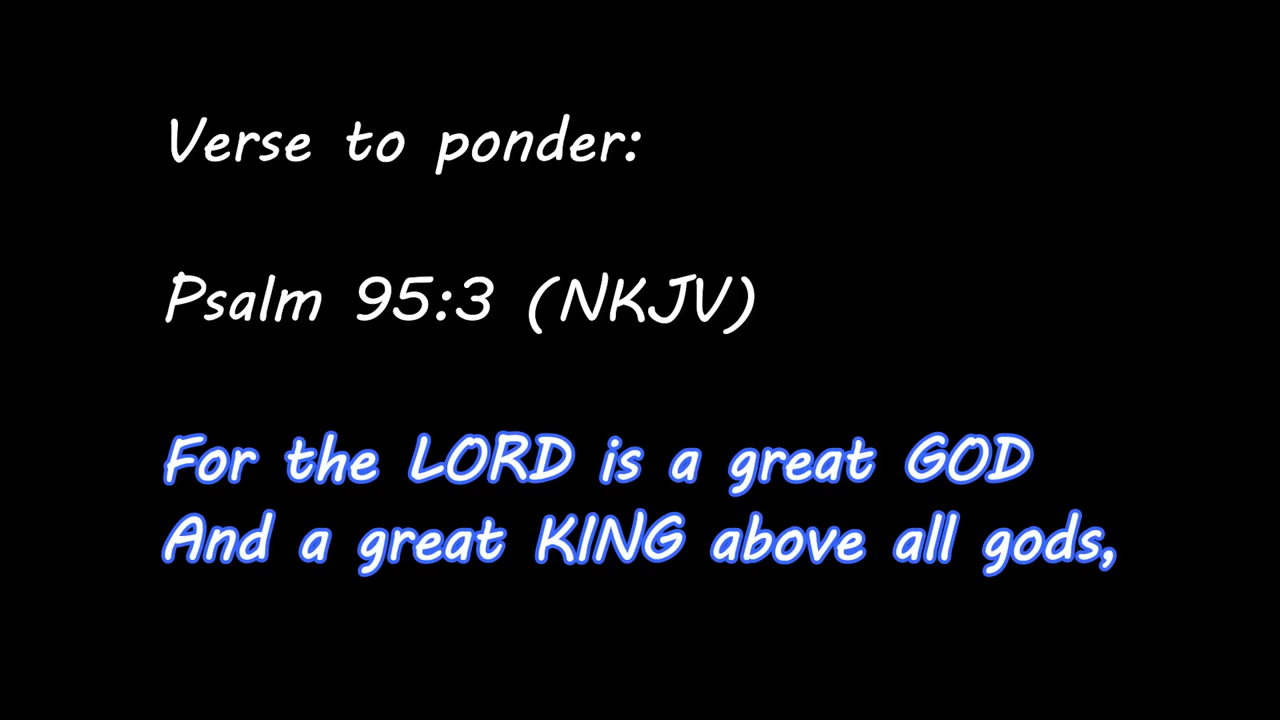 Verse to ponder:
Psalm 95:3 (NKJV)
For the LORD is a great GOD
And a great KING above all gods,